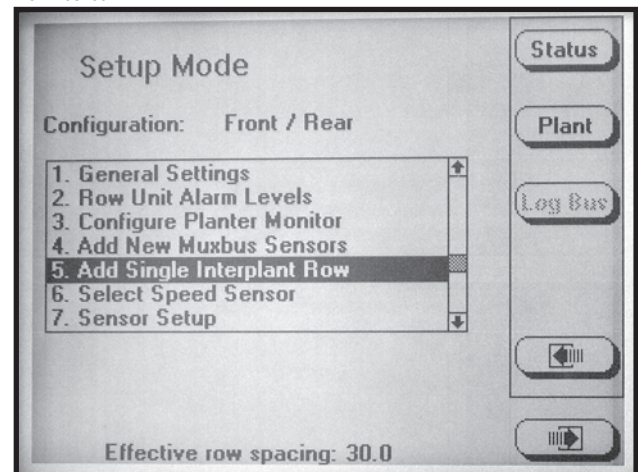 Setup Mode
Configuration: Front / Rear
1. General Settings
2. Row Unit Alarm Levels
3. Configure Planter Monitor
4. Add New Muxbus Sensors
5. Add Single Interplant Row
6. Select Speed Sensor
7. Sensor Setup
Effective row spacing: 30.0
Status
Plant
Log Bus